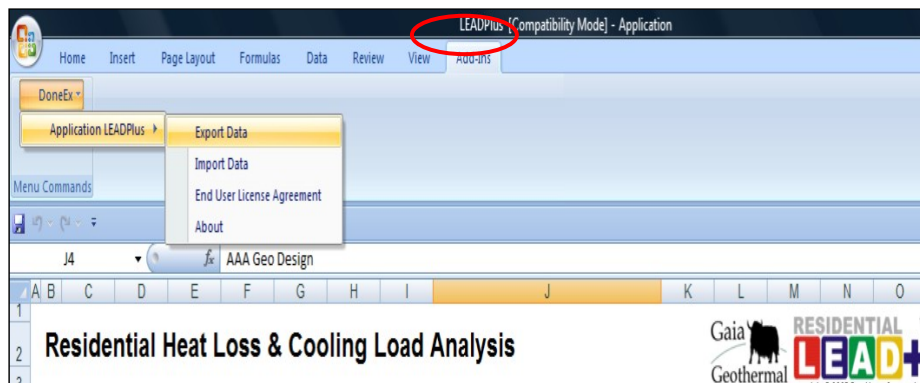 LEADPlus [Compatibility Mode] - Application
Home Insert Page Layout Formulas Data Review View Add-Ins
DoneEx
Application LEADPlus
Export Data
Import Data
End User License Agreement
About
Menu Commands
J4 fx AAA Geo Design
A B C D E F G H I J K L M N O
1
2 Residential Heat Loss & Cooling Load Analysis
Gaia Geothermal
RESIDENTIAL
LEAD+